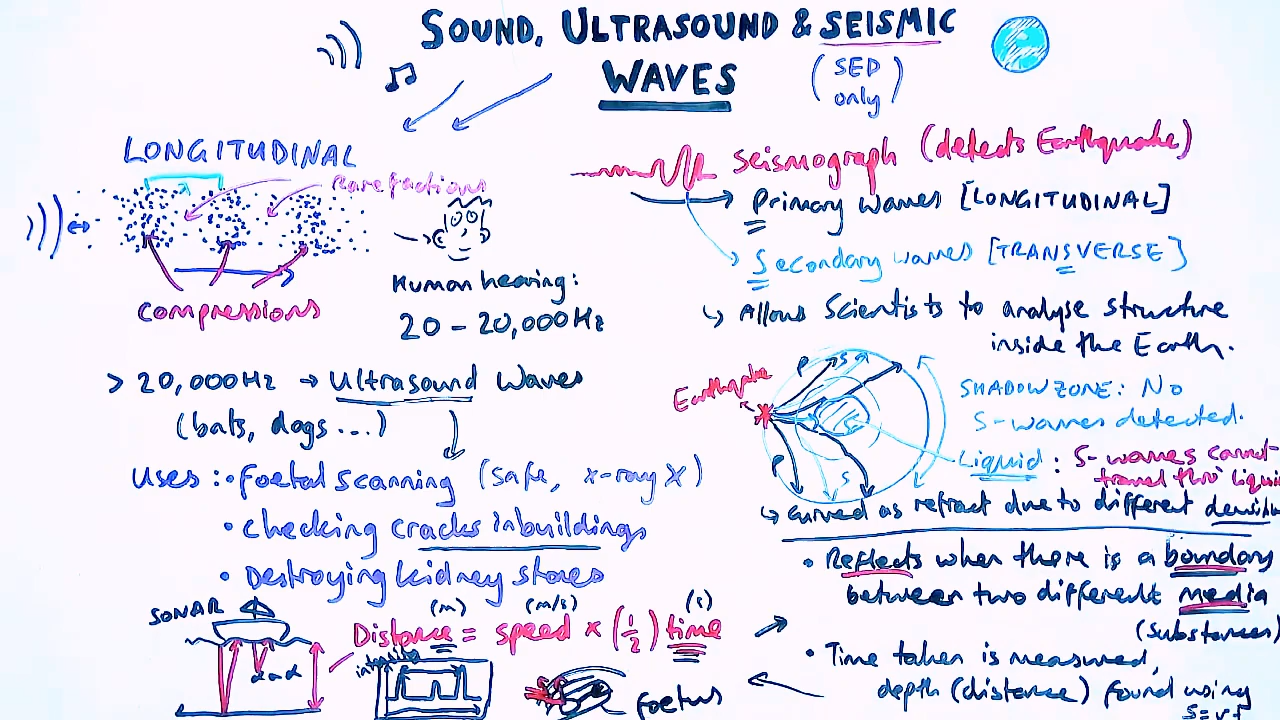 SOUND, ULTRASOUND & SEISMIC
WAVES
(SEP
only)
LONGITUDINAL
Rarefactions
compressions
Human hearing:
20 - 20,000Hz
> 20,000Hz → Ultrasound Waves
(bats, dogs ...)
Uses: • Foetal scanning (safe, x-ray X)
• checking cracks in buildings
• Destroying kidney stones
SONAR
(m) (m/s) (s)
Distance = speed × (1/2) time
foetus
Seismograph (detects Earthquake)
Primary waves [LONGITUDINAL]
Secondary waves [TRANSVERSE]
↳ Allows Scientists to analyse structure
inside the Earth.
Earthquake
P S
P S
SHADOW ZONE: No
S-waves detected.
Liquid: S-waves cannot
travel thro' liquid
↳ Curved as refract due to different
• Reflects when there is a boundary
between two different media
(substances)
• Time taken is measured,
depth (distance) found using
s=vt